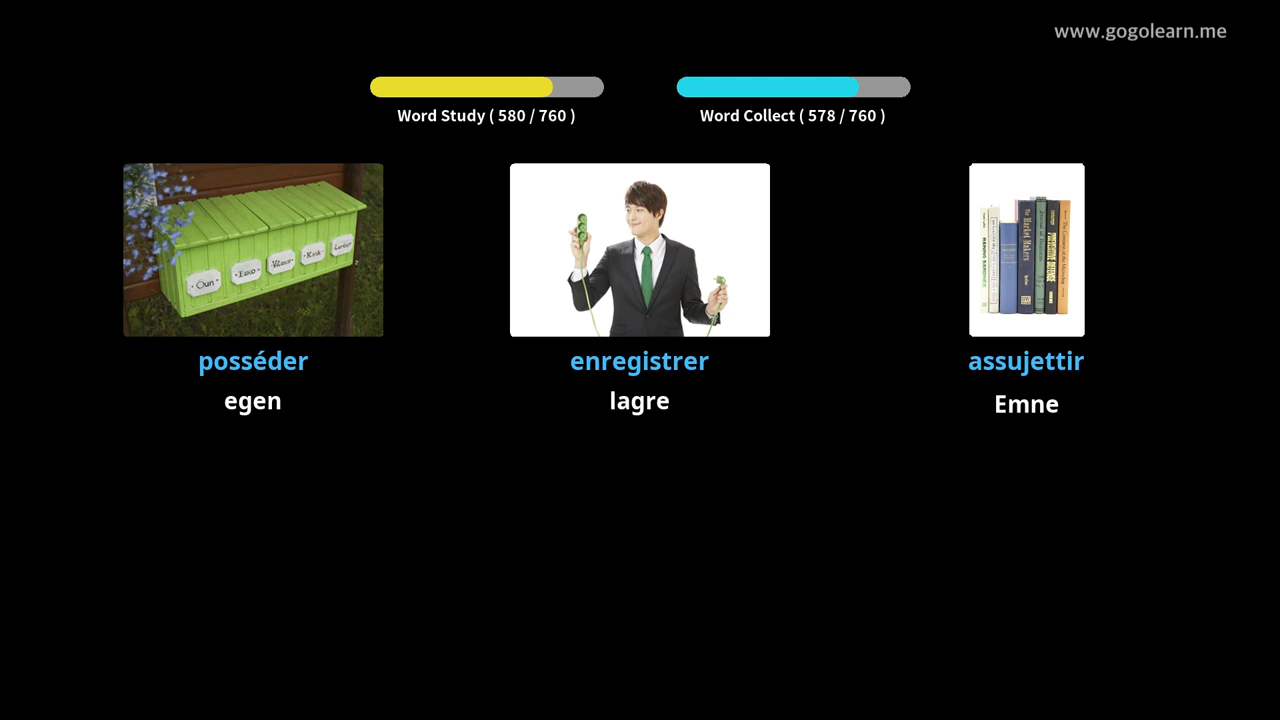 www.gogolearn.me
Word Study ( 580 / 760 )
Word Collect ( 578 / 760 )
posséder
enregistrer
assujettir
egen
lagre
Emne